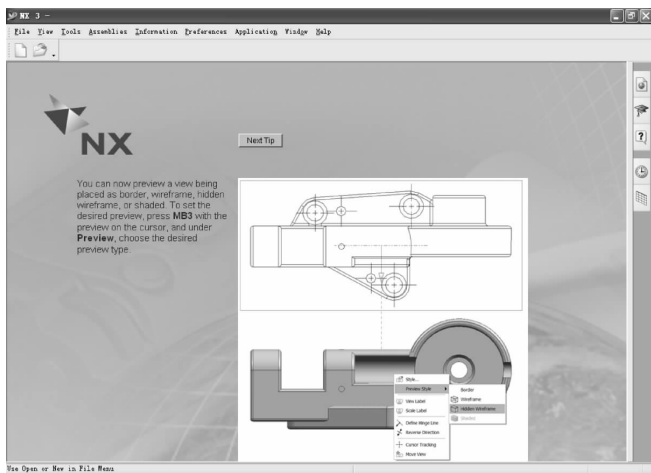 NX 3 -
File View Tools Assemblies Information Preferences Application Window Help
NX
Next Tip
You can now preview a view being
placed as border, wireframe, hidden
wireframe, or shaded. To set the
desired preview, press MB3 with the
preview on the cursor, and under
Preview, choose the desired
preview type.
Style...
Preview Style
Border
Wireframe
Hidden Wireframe
Shaded
View Label
Scale Label
Define Hinge Line
Reverse Direction
Cursor Tracking
Move View
Use Open or New in File Menu